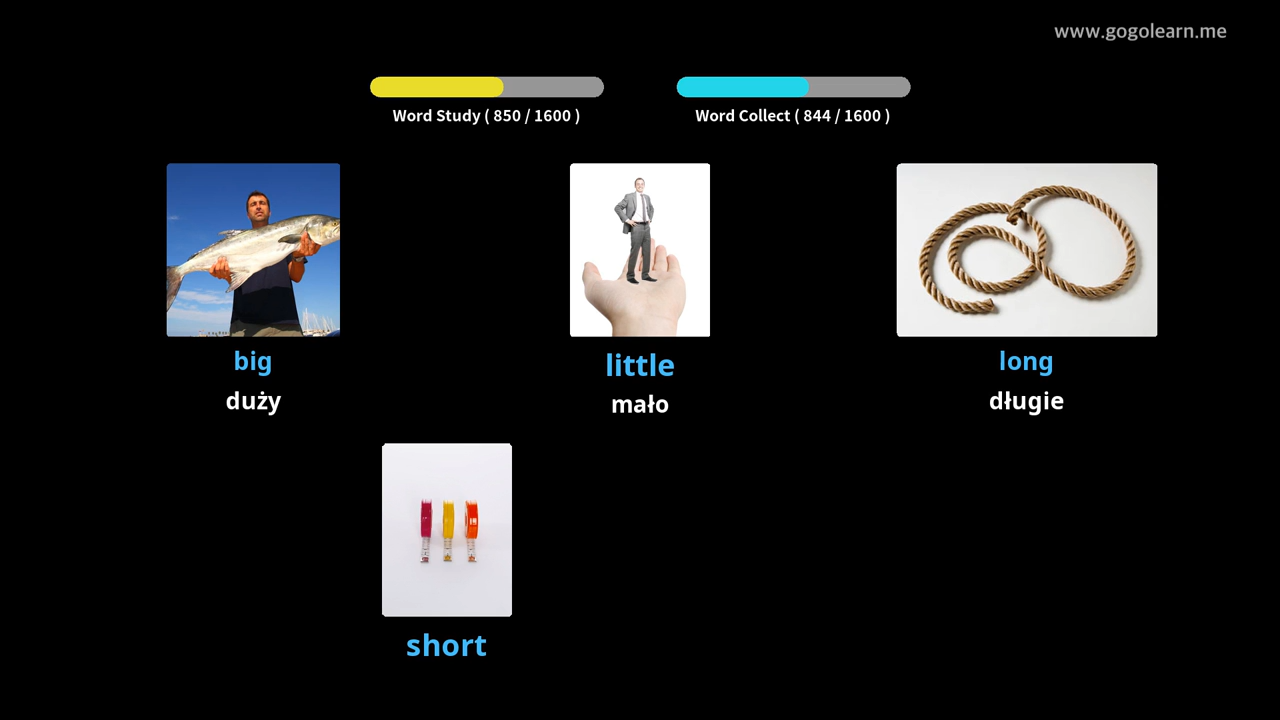 www.gogolearn.me
Word Study ( 850 / 1600 )
Word Collect ( 844 / 1600 )
big
duży
little
mało
long
długie
short